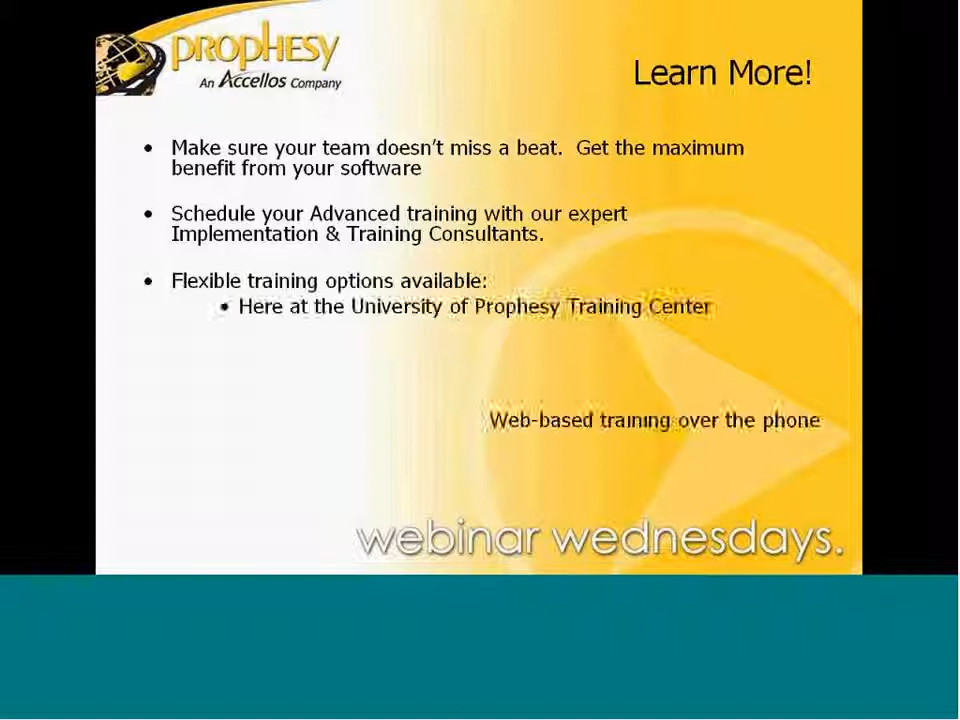 PROPHESY
An Accellos Company
Learn More!
• Make sure your team doesn't miss a beat. Get the maximum
benefit from your software
• Schedule your Advanced training with our expert
Implementation & Training Consultants.
• Flexible training options available:
• Here at the University of Prophesy Training Center
Web-based training over the phone
webinar wednesdays.